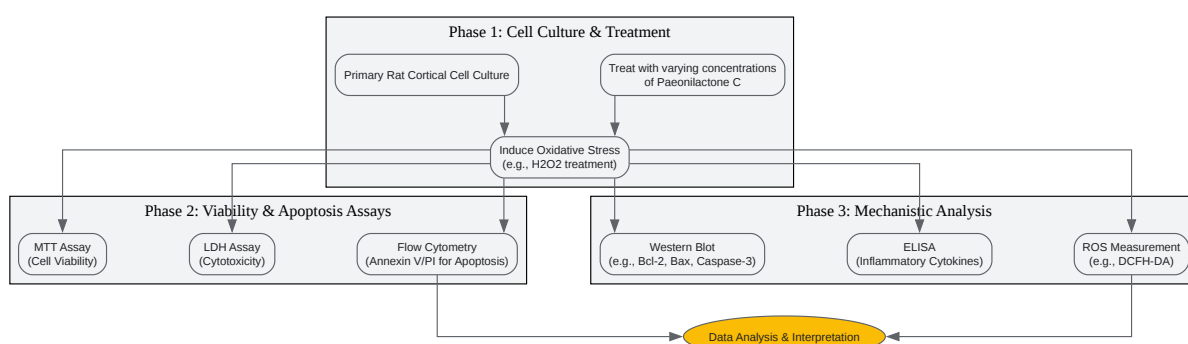 Phase 1: Cell Culture & Treatment
Primary Rat Cortical Cell Culture
Treat with varying concentrations
of Paeonilactone C
Induce Oxidative Stress
(e.g., H2O2 treatment)
Phase 2: Viability & Apoptosis Assays
MTT Assay
(Cell Viability)
LDH Assay
(Cytotoxicity)
Flow Cytometry
(Annexin V/PI for Apoptosis)
Phase 3: Mechanistic Analysis
Western Blot
(e.g., Bcl-2, Bax, Caspase-3)
ELISA
(Inflammatory Cytokines)
ROS Measurement
(e.g., DCFH-DA)
Data Analysis & Interpretation